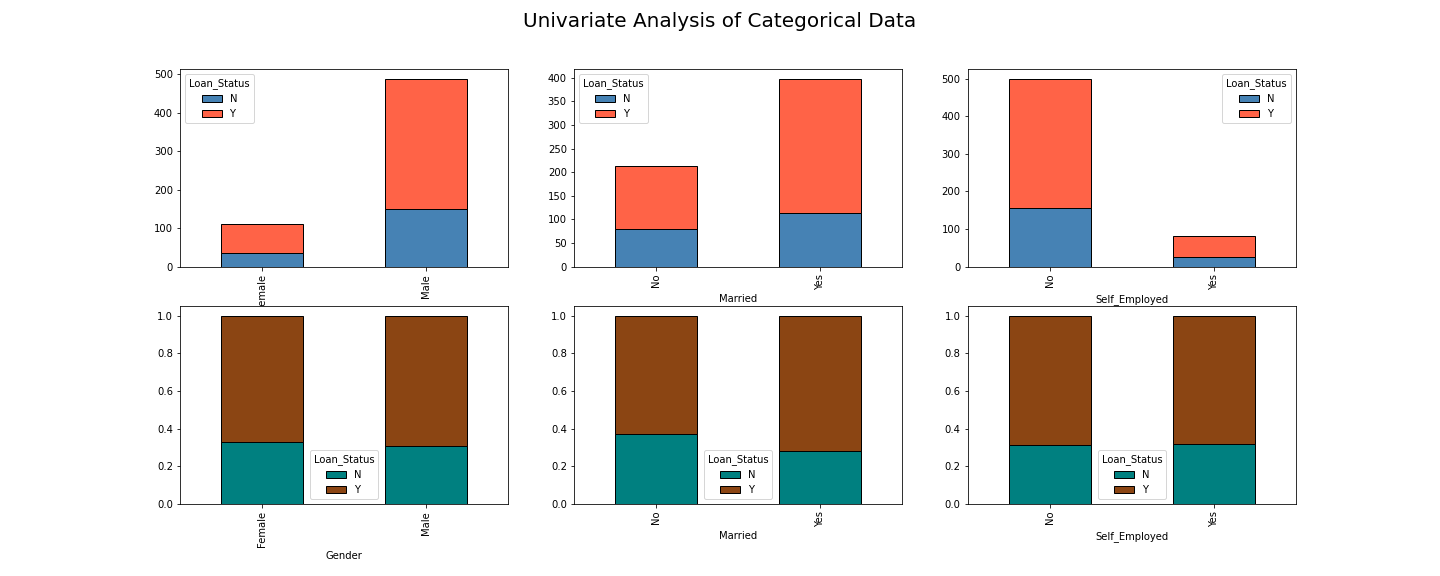 Univariate Analysis of Categorical Data
500
400
300
200
100
0
Loan_Status
N
Y
emale
Male
400
350
300
250
200
150
100
50
0
Loan_Status
N
Y
No
Yes
Married
500
400
300
200
100
0
Loan_Status
N
Y
No
Yes
Self_Employed
1.0
0.8
0.6
0.4
0.2
0.0
Loan_Status
N
Y
Female
Male
Gender
1.0
0.8
0.6
0.4
0.2
0.0
Loan_Status
N
Y
No
Yes
Married
1.0
0.8
0.6
0.4
0.2
0.0
Loan_Status
N
Y
No
Yes
Self_Employed